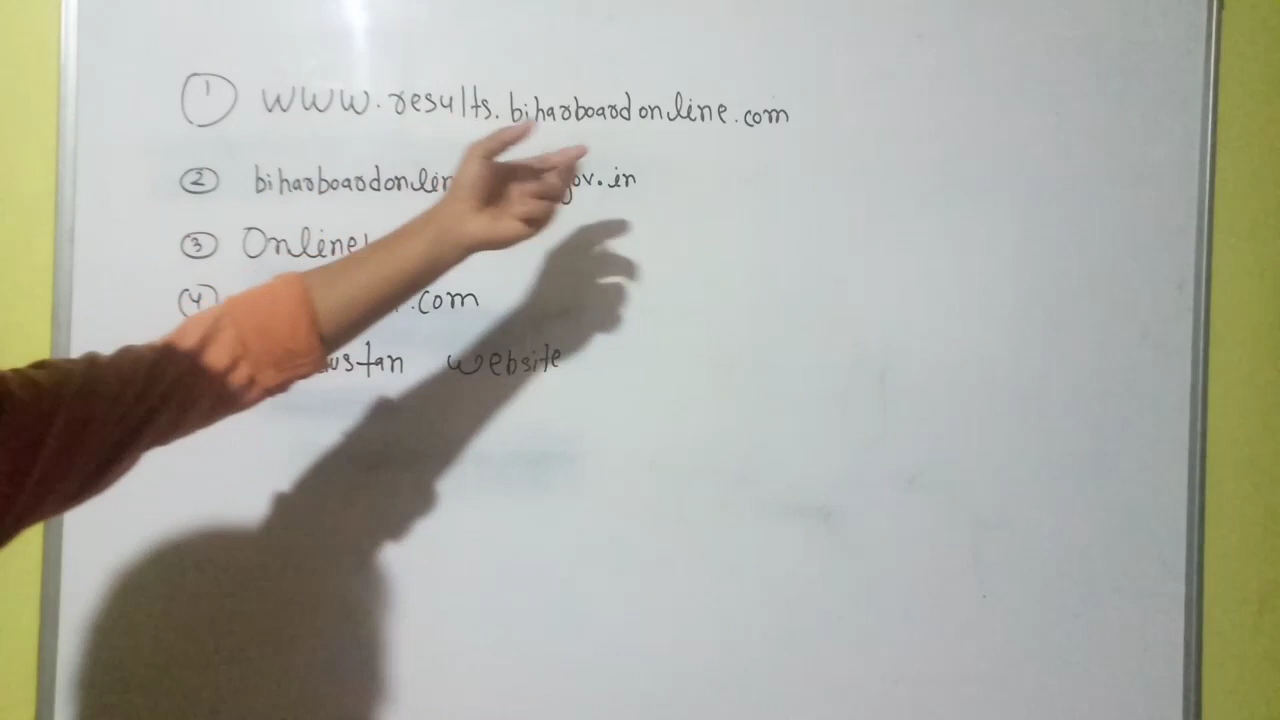 ① www.results.biharboardonline.com
② biharboardonlin gov.in
③ Online
(4) .com
ustan website